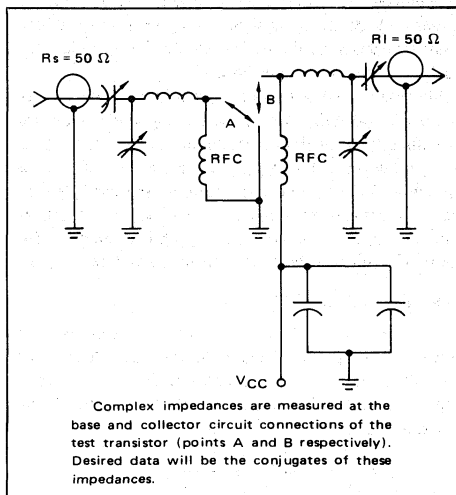 Rs = 50 Ω
Rl = 50 Ω
B
A
RFC
RFC
VCC
Complex impedances are measured at the
base and collector circuit connections of the
test transistor (points A and B respectively).
Desired data will be the conjugates of these
impedances.